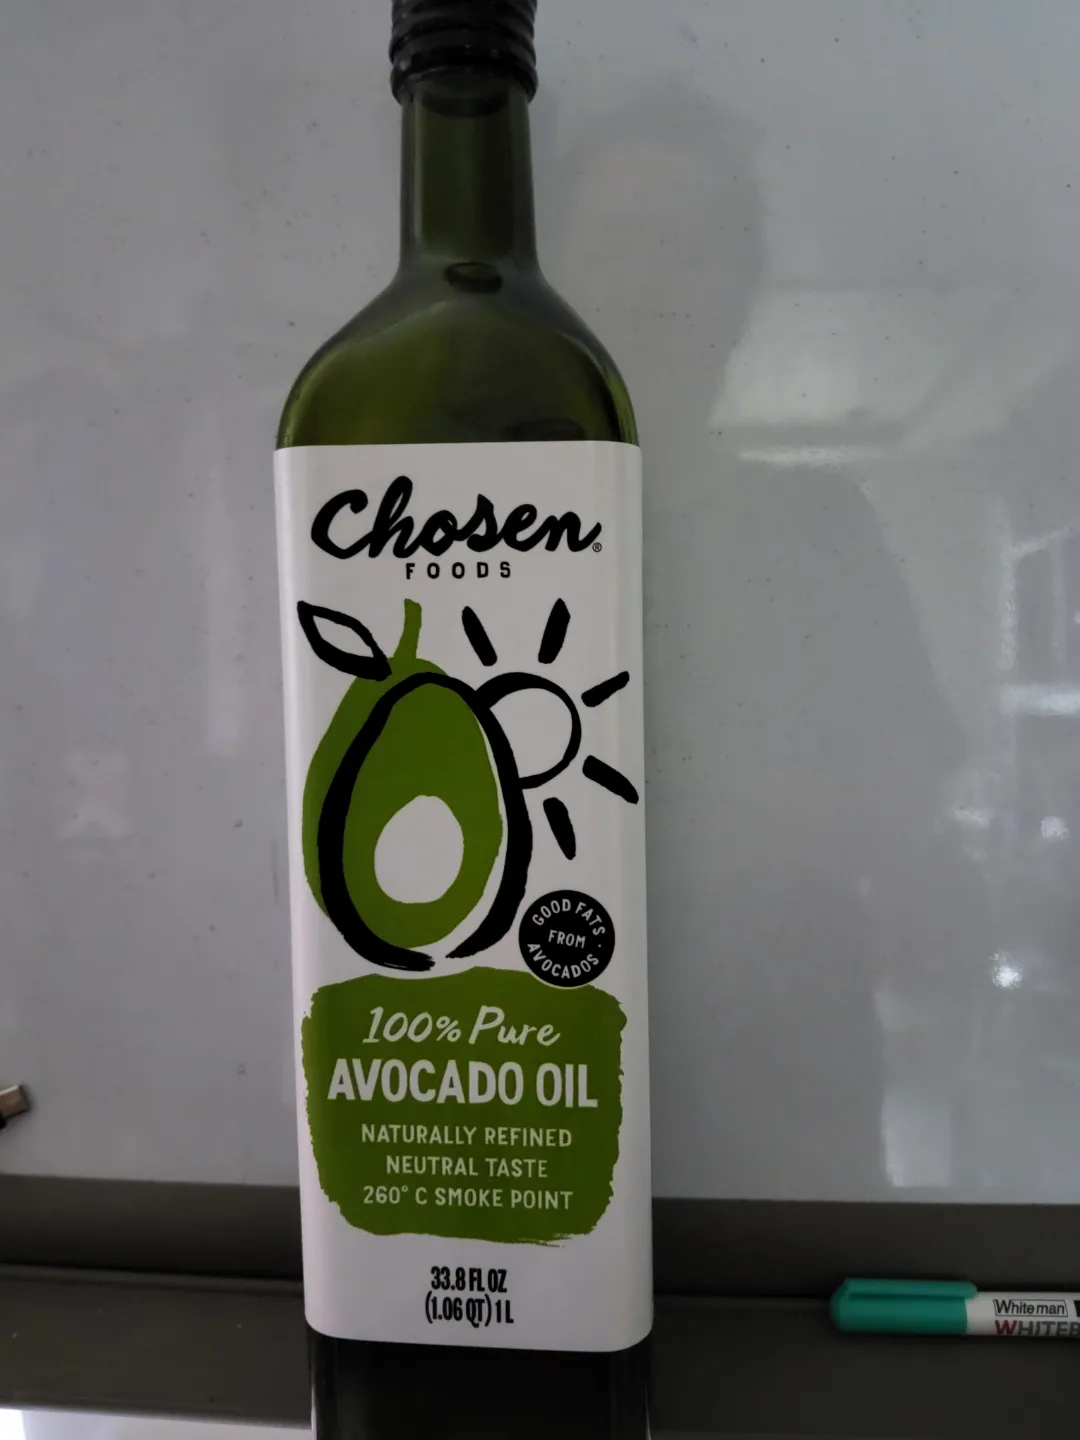 Chosen®
FOODS
GOOD FATS
FROM
AVOCADOS
100% Pure
AVOCADO OIL
NATURALLY REFINED
NEUTRAL TASTE
260° C SMOKE POINT
33.8 FL OZ
(1.06 QT) 1 L
Whiteman